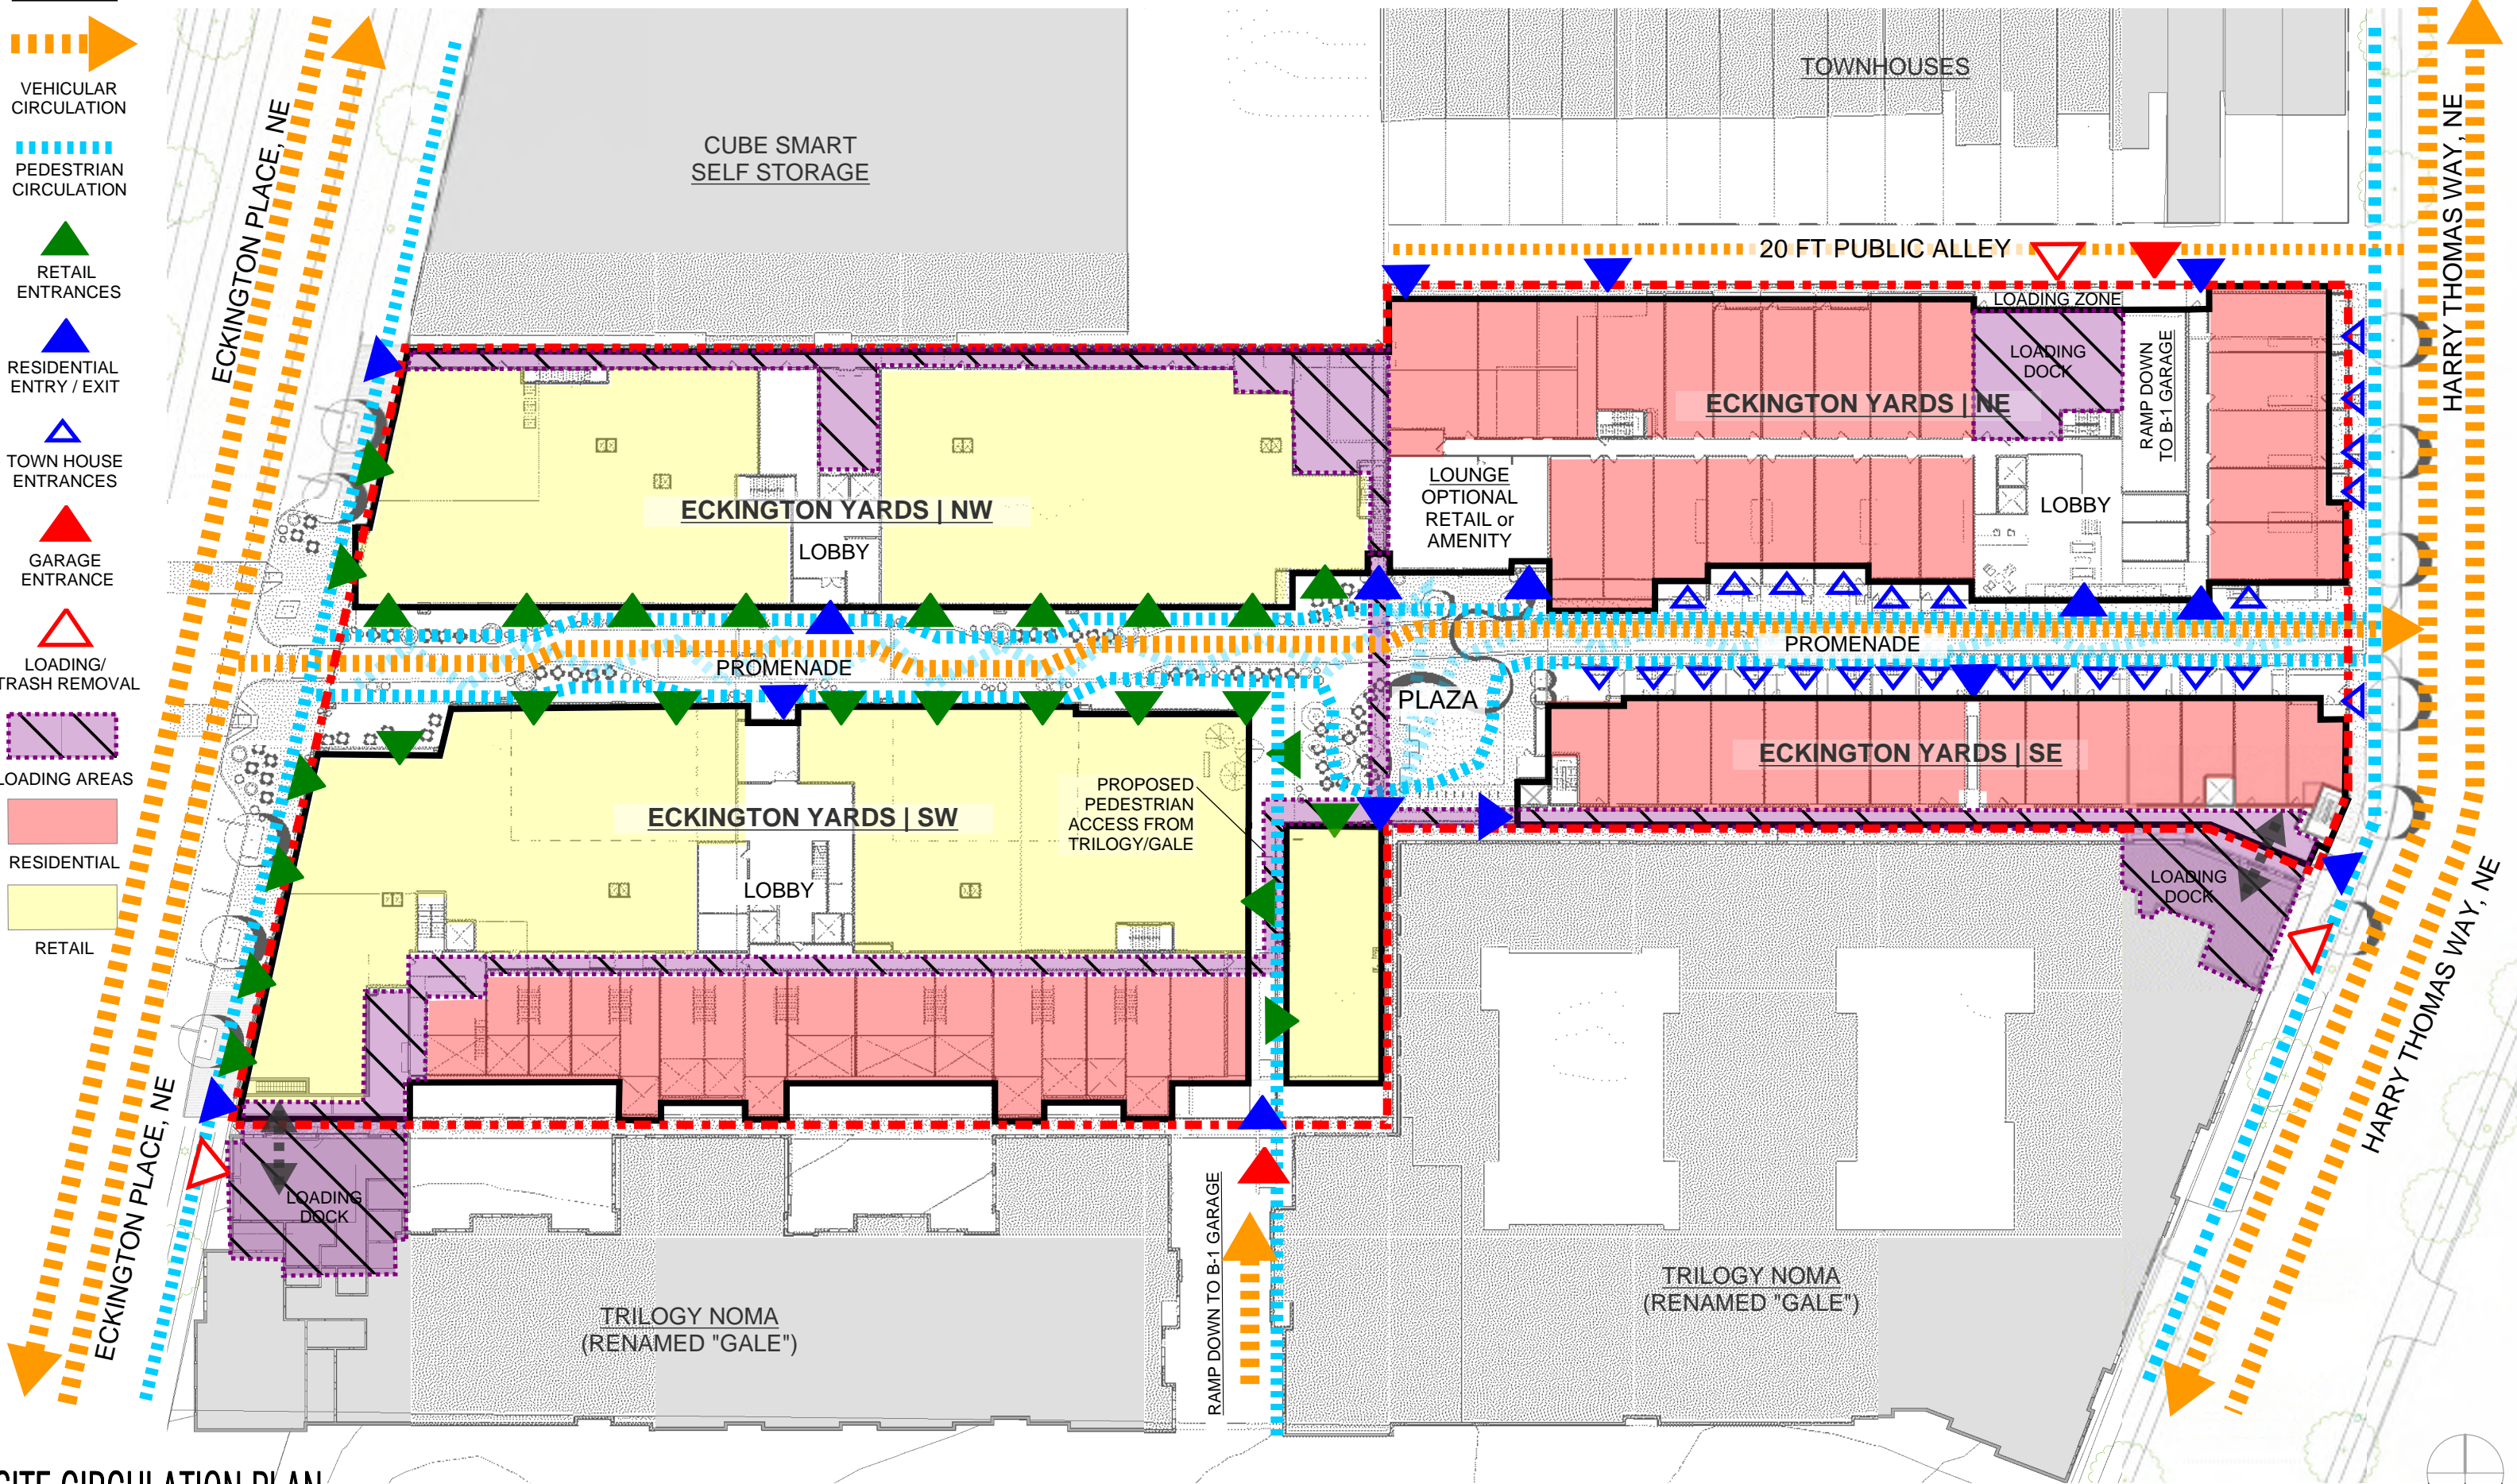 VEHICULAR
CIRCULATION
PEDESTRIAN
CIRCULATION
RETAIL
ENTRANCES
RESIDENTIAL
ENTRY / EXIT
TOWN HOUSE
ENTRANCES
GARAGE
ENTRANCE
LOADING/
TRASH REMOVAL
LOADING AREAS
RESIDENTIAL
RETAIL
ECKINGTON PLACE, NE
CUBE SMART
SELF STORAGE
TOWNHOUSES
HARRY THOMAS WAY, NE
20 FT PUBLIC ALLEY
LOADING ZONE
LOADING
DOCK
RAMP DOWN
TO B-1 GARAGE
ECKINGTON YARDS | NE
LOUNGE
OPTIONAL
RETAIL or
AMENITY
LOBBY
ECKINGTON YARDS | NW
LOBBY
PROMENADE
PROMENADE
PLAZA
ECKINGTON YARDS | SE
ECKINGTON YARDS | SW
PROPOSED
PEDESTRIAN
ACCESS FROM
TRILOGY/GALE
LOBBY
LOADING
DOCK
HARRY THOMAS WAY, NE
ECKINGTON PLACE, NE
LOADING
DOCK
RAMP DOWN TO B-1 GARAGE
TRILOGY NOMA
(RENAMED "GALE")
TRILOGY NOMA
(RENAMED "GALE")
SITE CIRCULATION PLAN